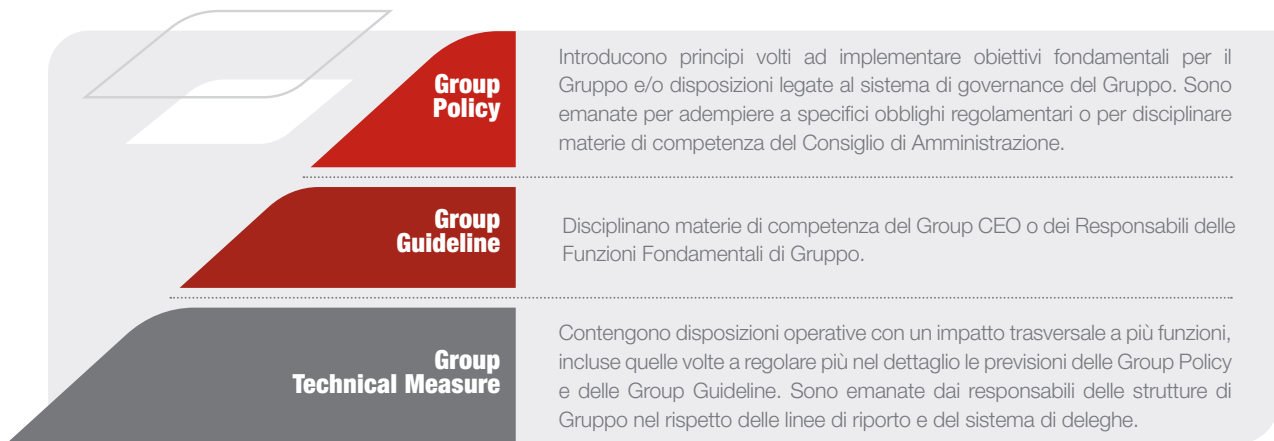 Group
Policy
Introducono principi volti ad implementare obiettivi fondamentali per il
Gruppo e/o disposizioni legate al sistema di governance del Gruppo. Sono
emanate per adempiere a specifici obblighi regolamentari o per disciplinare
materie di competenza del Consiglio di Amministrazione.
Group
Guideline
Disciplinano materie di competenza del Group CEO o dei Responsabili delle
Funzioni Fondamentali di Gruppo.
Group
Technical Measure
Contengono disposizioni operative con un impatto trasversale a più funzioni,
incluse quelle volte a regolare più nel dettaglio le previsioni delle Group Policy
e delle Group Guideline. Sono emanate dai responsabili delle strutture di
Gruppo nel rispetto delle linee di riporto e del sistema di deleghe.